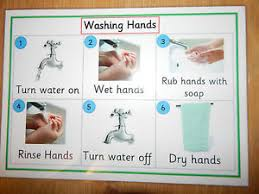 Washing Hands
1
Turn water on
2
Wet hands
3
Rub hands with
soap
4
Rinse Hands
5
Turn water off
6
Dry hands